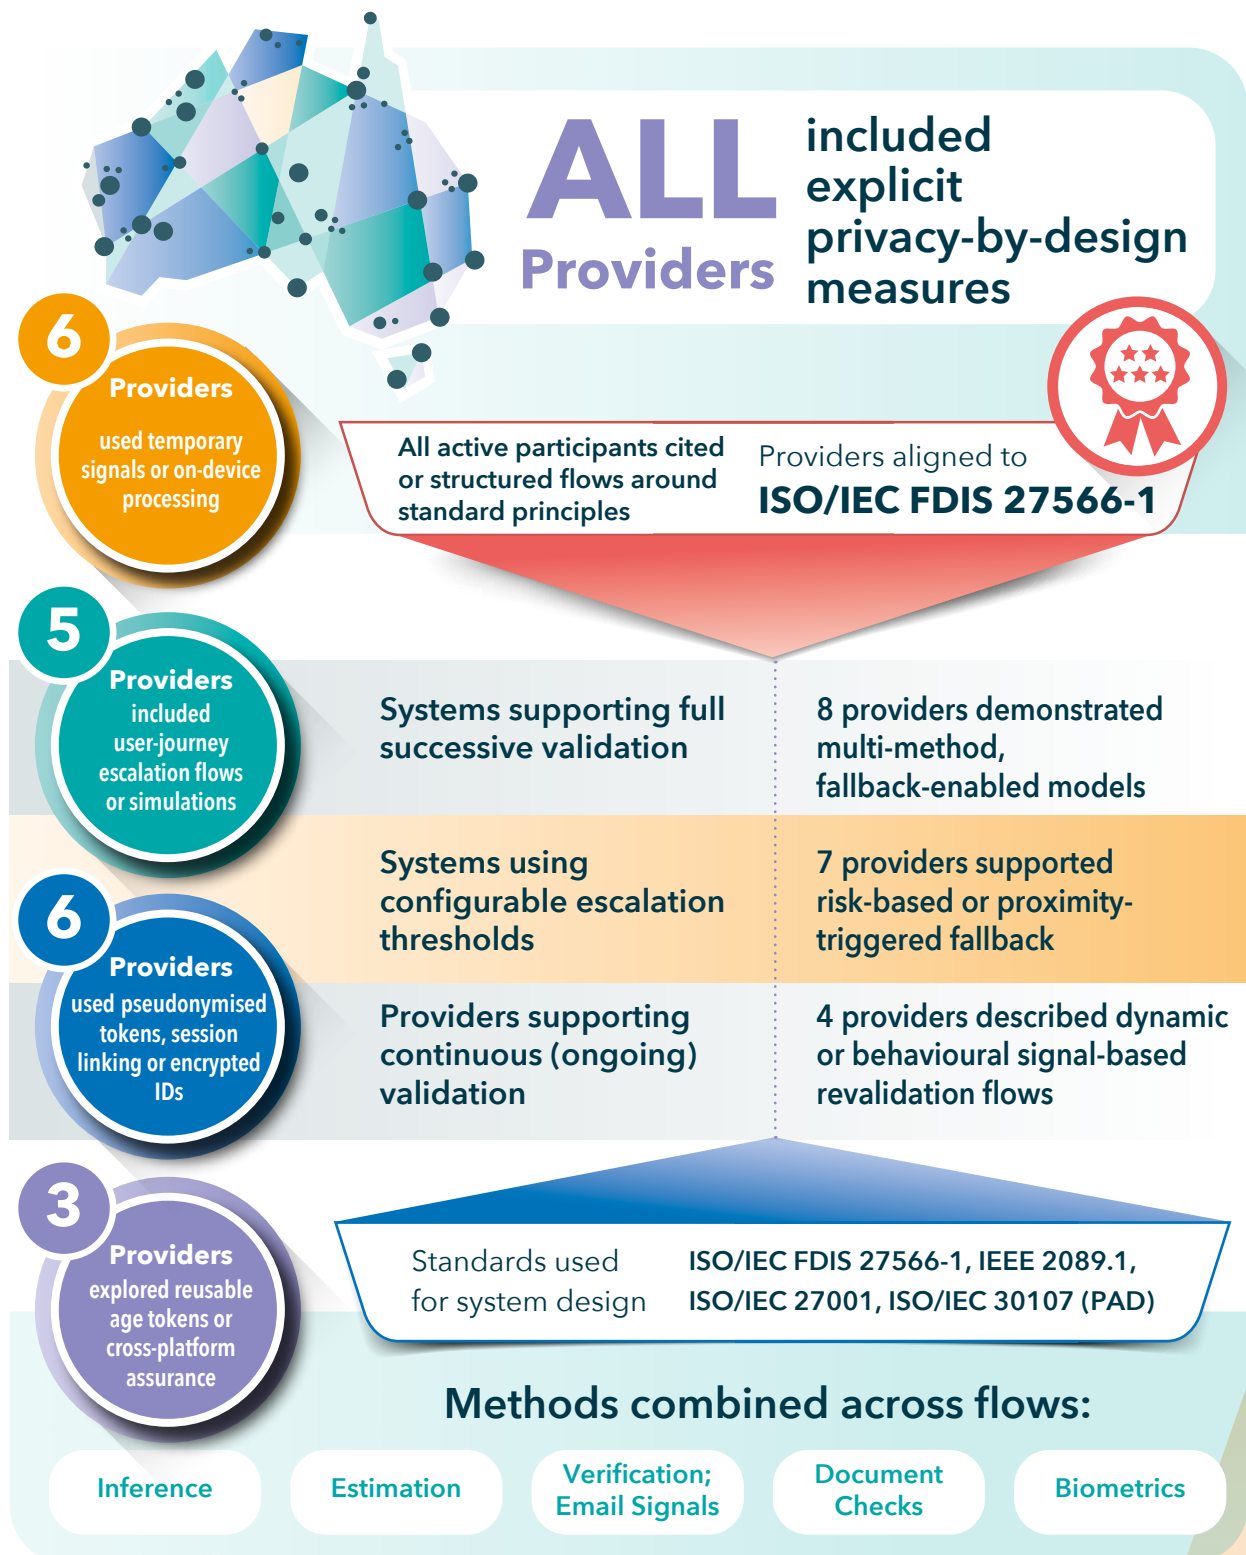 ALL
Providers
included
explicit
privacy-by-design
measures
6
Providers
used temporary
signals or on-device
processing
All active participants cited
or structured flows around
standard principles
Providers aligned to
ISO/IEC FDIS 27566-1
5
Providers
included
user-journey
escalation flows
or simulations
Systems supporting full
successive validation
8 providers demonstrated
multi-method,
fallback-enabled models
Systems using
configurable escalation
thresholds
7 providers supported
risk-based or proximity-
triggered fallback
6
Providers
used pseudonymised
tokens, session
linking or encrypted
IDs
Providers supporting
continuous (ongoing)
validation
4 providers described dynamic
or behavioural signal-based
revalidation flows
3
Providers
explored reusable
age tokens or
cross-platform
assurance
Standards used
for system design
ISO/IEC FDIS 27566-1, IEEE 2089.1,
ISO/IEC 27001, ISO/IEC 30107 (PAD)
Methods combined across flows:
Inference
Estimation
Verification;
Email Signals
Document
Checks
Biometrics